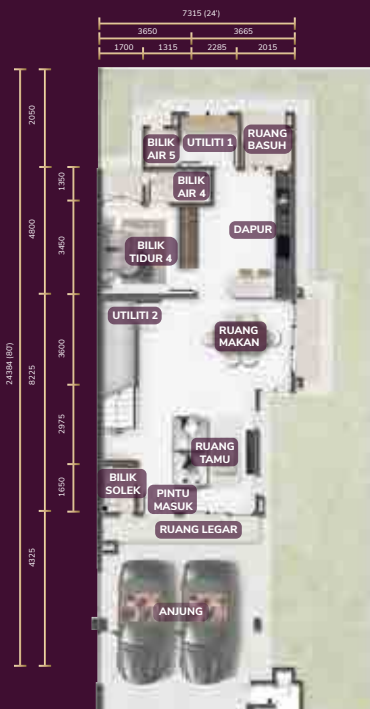 7315 (24')
3650 3665
1700 1315 2285 2015
2050
1350
4800
3450
24384 (80')
8225
3600
2975
1650
4325
BILIK
AIR 5
UTILITI 1
RUANG
BASUH
BILIK
AIR 4
DAPUR
BILIK
TIDUR 4
UTILITI 2
RUANG
MAKAN
RUANG
TAMU
BILIK
SOLEK
PINTU
MASUK
RUANG LEGAR
ANJUNG